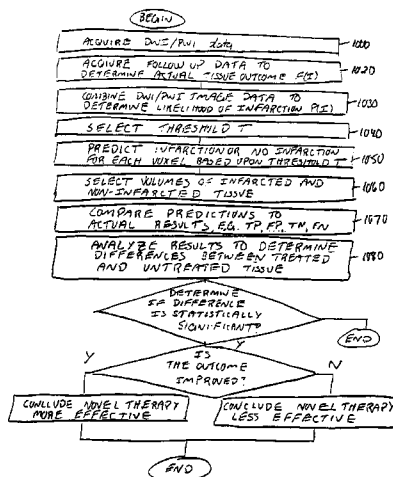 BEGIN
ACQUIRE DWI/PWI data
1000
ACQIURE FOLLOW UP DATA TO
DETERMINE ACTUAL TISSUE OUTCOME F(I)
1020
COMBINE DWI/PWI IMAGE DATA TO
DETERMINE LIKELIHOOD OF INFARCTION P(I)
1030
SELECT THRESHOLD T
1040
PREDICT INFARCTION OR NO INFARCTION
FOR EACH VOXEL BASED UPON THRESHOLD T
1050
SELECT VOLUMES OF INFARCTED AND
NON-INFARCTED TISSUE
1060
COMPARE PREDICTIONS TO
ACTUAL RESULTS, E.G. TP, FP, TN, FN
1070
ANALYZE RESULTS TO DETERMINE
DIFFERENCES BETWEEN TREATED
AND UNTREATED TISSUE
1080
DETERMINE
IF DIFFERENCE
IS STATISTICALLY
SIGNIFICANT?
END
Y
IS
THE OUTCOME
IMPROVED?
Y
N
CONCLUDE NOVEL THERAPY
MORE EFFECTIVE
CONCLUDE NOVEL THERAPY
LESS EFFECTIVE
END